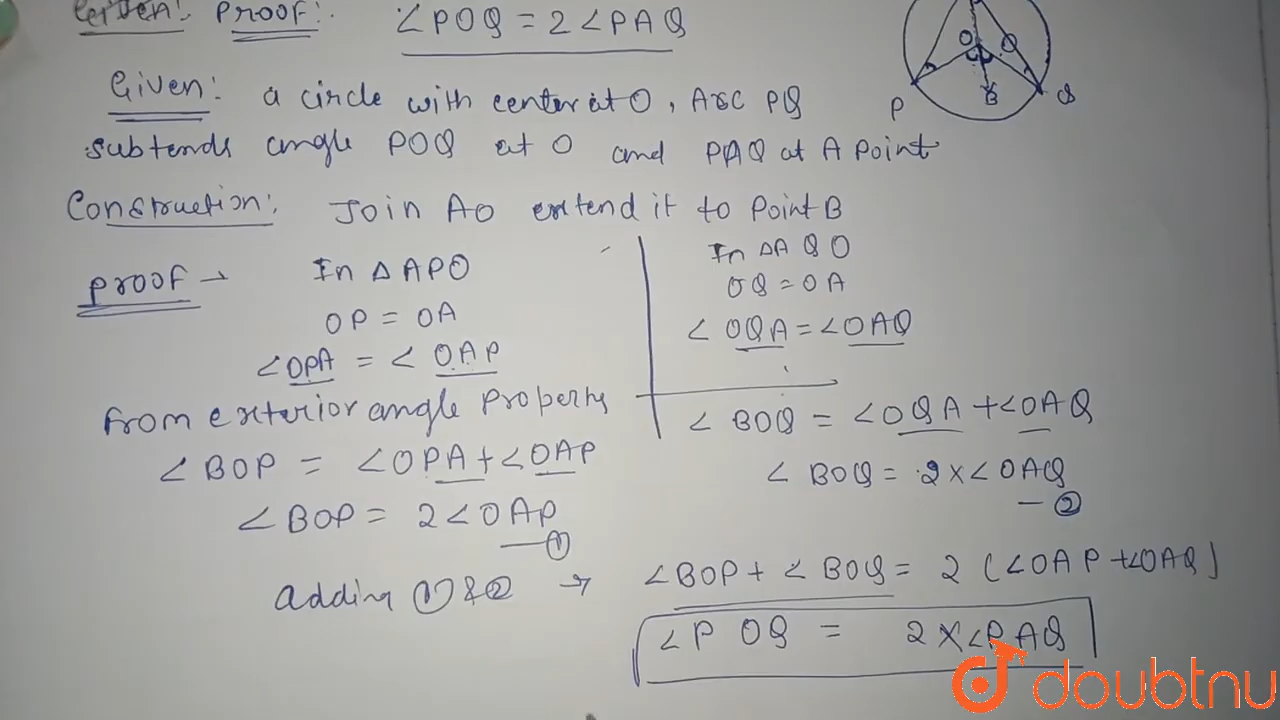 Given: Proof: ∠POQ = 2∠PAQ
Given: a circle with center at O, Arc PQ
subtends angle POQ at O and PAQ at A Point
Construction: Join AO extend it to Point B
Proof → In △APO
OP = OA
∠OPA = ∠OAP
From exterior angle Property
∠BOP = ∠OPA + ∠OAP
∠BOP = 2∠OAP
— ①
In △AQO
OQ = OA
∠OQA = ∠OAQ
∠BOQ = ∠OQA + ∠OAQ
∠BOQ = 2×∠OAQ
— ②
Adding ① & ② → ∠BOP + ∠BOQ = 2 (∠OAP + ∠OAQ)
∠POQ = 2×∠PAQ
O
P
B
Q
doubtnu